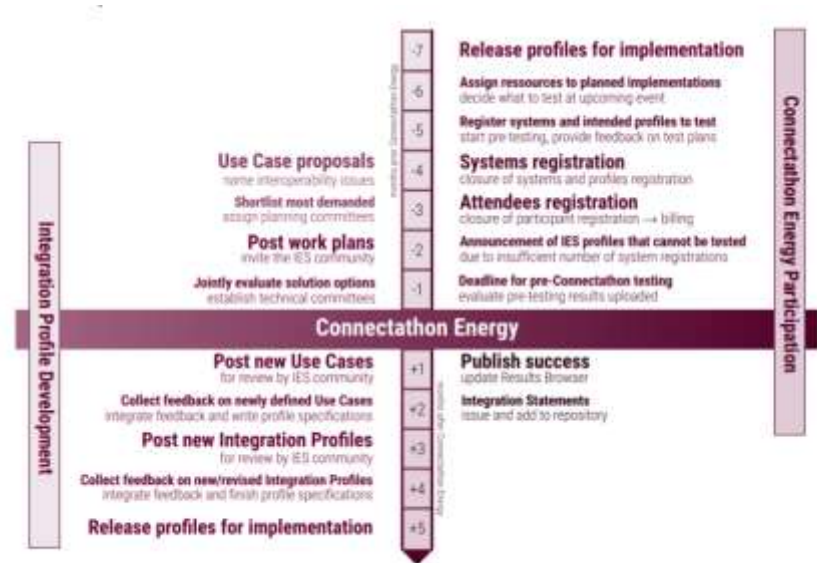 -7
Release profiles for implementation
-6
Assign ressources to planned implementations
decide what to test at upcoming event
-5
Register systems and intended profiles to test
start pre-testing, provide feedback on test plans
Use Case proposals
name interoperability issues
-4
Systems registration
closure of systems and profiles registration
Shortlist most demanded
assign planning committees
-3
Attendees registration
closure of participant registration → billing
Post work plans
invite the IES community
-2
Announcement of IES profiles that cannot be tested
due to insufficient number of system registrations
Jointly evaluate solution options
establish technical committees
-1
Deadline for pre-Connectathon testing
evaluate pre-testing results uploaded
Connectathon Energy
Post new Use Cases
for review by IES community
+1
Publish success
update Results Browser
Collect feedback on newly defined Use Cases
integrate feedback and write profile specifications
+2
Integration Statements
issue and add to repository
Post new Integration Profiles
for review by IES community
+3
Collect feedback on new/revised Integration Profiles
integrate feedback and finish profile specifications
+4
Release profiles for implementation
+5
Integration Profile Development
Connectathon Energy Participation
months after Connectathon Energy